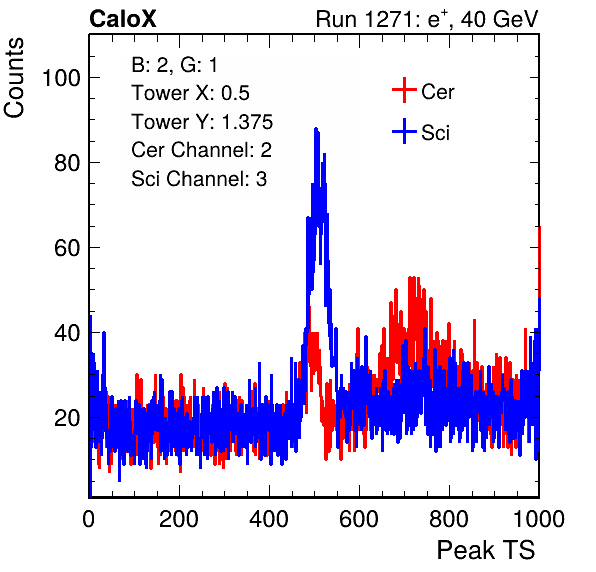 CaloX Run 1271: e⁺, 40 GeV
Counts
B: 2, G: 1
Tower X: 0.5
Tower Y: 1.375
Cer Channel: 2
Sci Channel: 3
Cer
Sci
100
80
60
40
20
0 200 400 600 800 1000
Peak TS